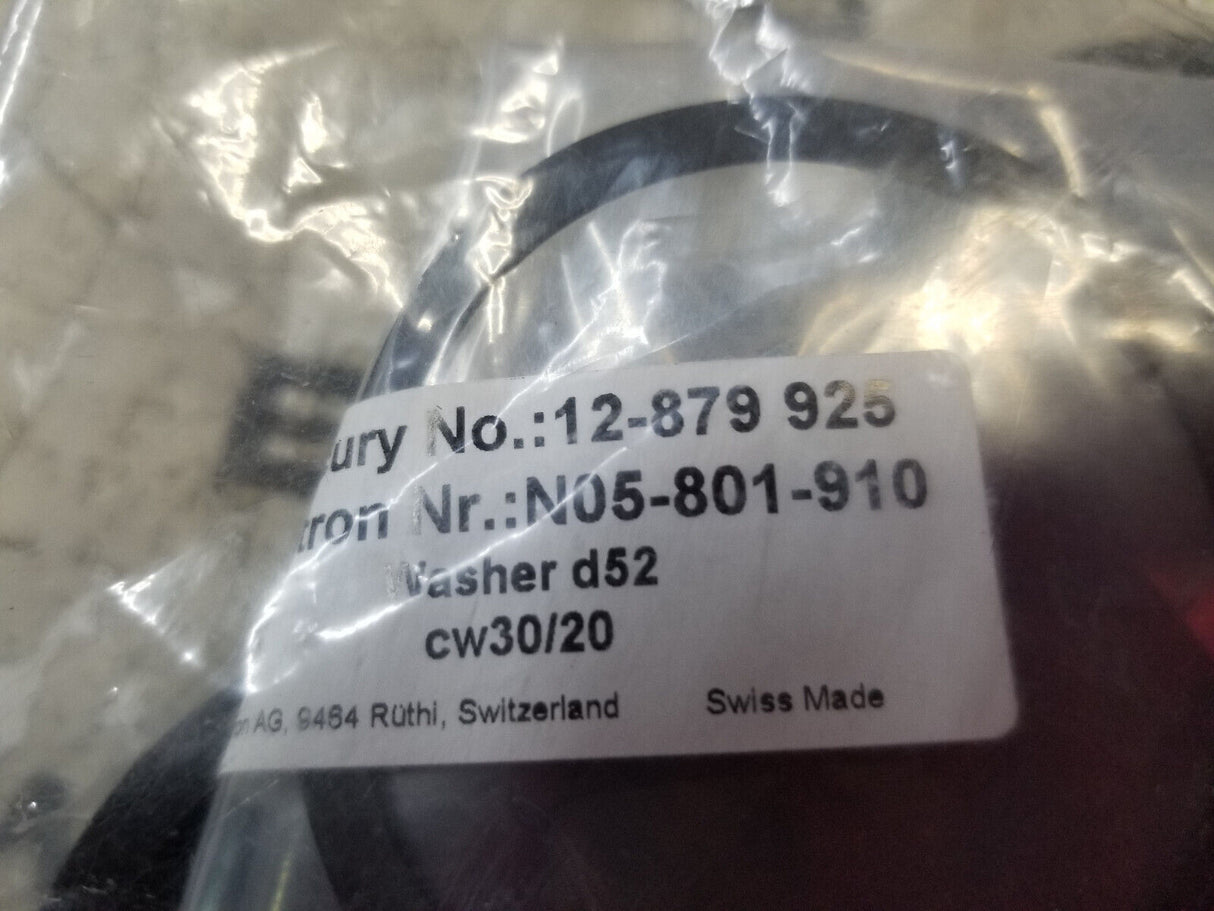 ury No.:12-879 925
tron Nr.:N05-801-910
Washer d52
cw30/20
on AG, 9464 Rüthi, Switzerland Swiss Made